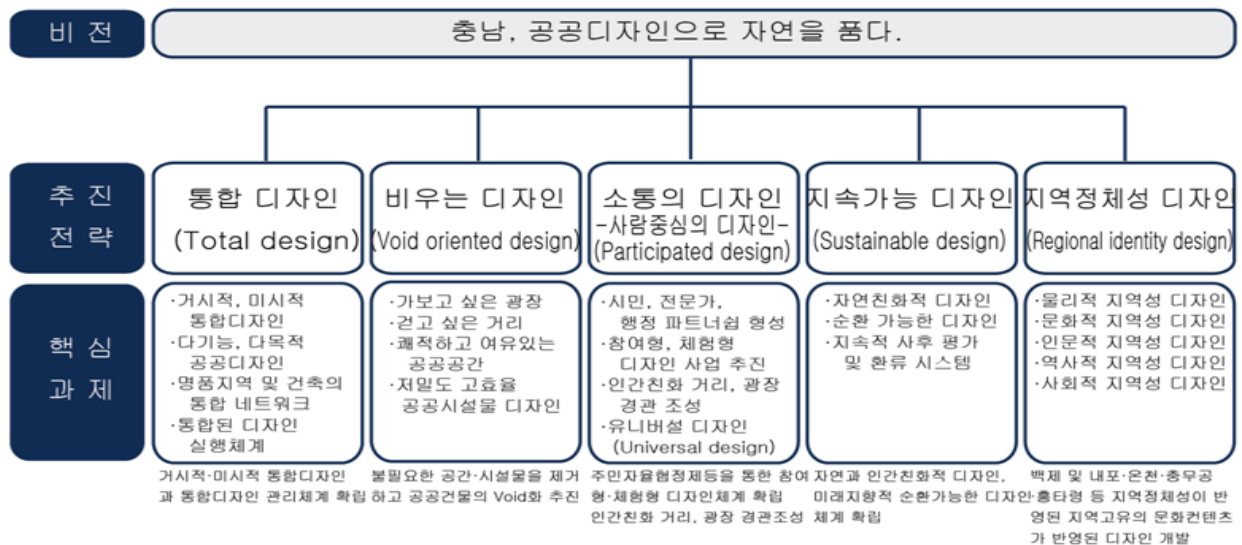 비 전
충남, 공공디자인으로 자연을 품다.
추 진
전 략
통합 디자인
(Total design)
비우는 디자인
(Void oriented design)
소통의 디자인
-사람중심의 디자인-
(Participated design)
지속가능 디자인
(Sustainable design)
지역정체성 디자인
(Regional identity design)
핵 심
과 제
·거시적, 미시적
통합디자인
·다기능, 다목적
공공디자인
·명품지역 및 건축의
통합 네트워크
·통합된 디자인
실행체계
·가보고 싶은 광장
·걷고 싶은 거리
·쾌적하고 여유있는
공공공간
·저밀도 고효율
공공시설물 디자인
·시민, 전문가,
행정 파트너쉽 형성
·참여형, 체험형
디자인 사업 추진
·인간친화 거리, 광장
경관 조성
·유니버설 디자인
(Universal design)
·자연친화적 디자인
·순환 가능한 디자인
·지속적 사후 평가
및 환류 시스템
·물리적 지역성 디자인
·문화적 지역성 디자인
·인문적 지역성 디자인
·역사적 지역성 디자인
·사회적 지역성 디자인
거시적·미시적 통합디자인
과 통합디자인 관리체계 확립
불필요한 공간·시설물을 제거
하고 공공건물의 Void화 추진
주민자율협정제등을 통한 참여
형·체험형 디자인체계 확립
인간친화 거리, 광장 경관조성
자연과 인간친화적 디자인,
미래지향적 순환가능한 디자인
체계 확립
백제 및 내포·온천·충무공
·흥타령 등 지역정체성이 반
영된 지역고유의 문화컨텐츠
가 반영된 디자인 개발